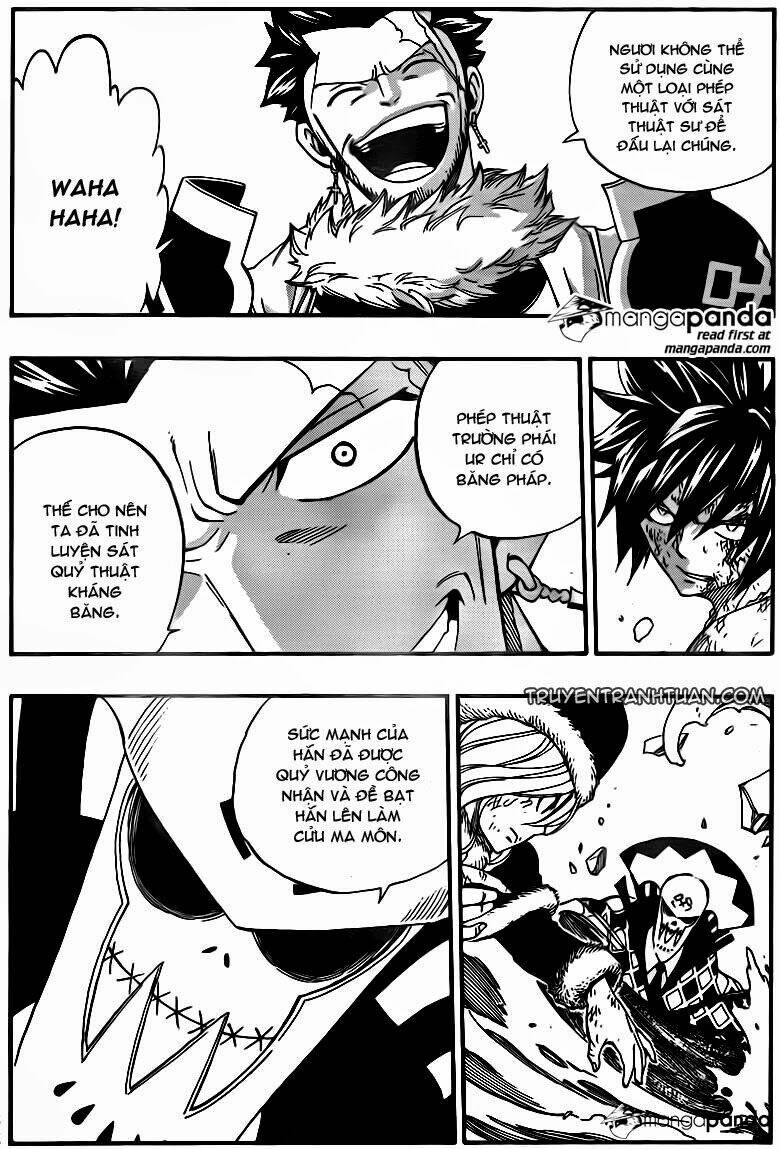 NGƯƠI KHÔNG THỂ
SỬ DỤNG CÙNG
MỘT LOẠI PHÉP
THUẬT VỚI SÁT
THUẬT SƯ ĐỂ
ĐẤU LẠI CHÚNG.
WAHA
HAHA!
mangapanda
read first at
mangapanda.com
PHÉP THUẬT
TRƯỜNG PHÁI
UR CHỈ CÓ
BĂNG PHÁP.
THẾ CHO NÊN
TA ĐÃ TINH
LUYỆN SÁT
QUỶ THUẬT
KHÁNG
BĂNG.
TRUYENTRANHTUAN.COM
SỨC MẠNH CỦA
HẮN ĐÃ ĐƯỢC
QUỶ VƯƠNG CÔNG
NHẬN VÀ ĐỀ BẠT
HẮN LÊN LÀM
CỬU MA MÔN.
mangapanda